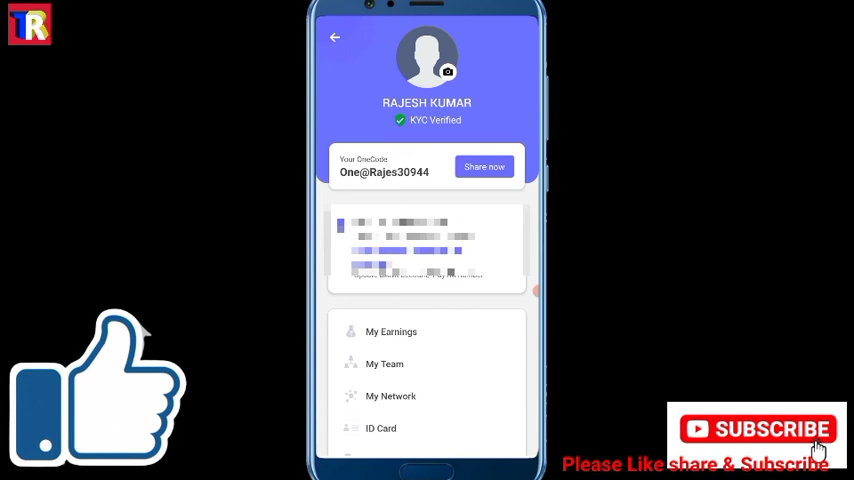 TR
RAJESH KUMAR
KYC Verified
Your OneCode
One@Rajes30944
Share now
My Earnings
My Team
My Network
ID Card
SUBSCRIBE
Please Like share & Subscribe